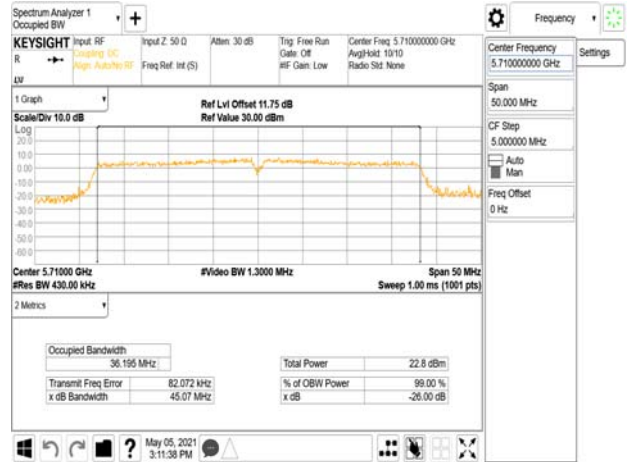 Spectrum Analyzer 1
Occupied BW
Frequency
KEYSIGHT
R
Input: RF
Coupling: DC
Align: Auto/No RF
Input Z: 50 Ω
Freq Ref: Int (S)
Atten: 30 dB
Trig: Free Run
Gate: Off
#IF Gain: Low
Center Freq: 5.710000000 GHz
Avg|Hold: 10/10
Radio Std: None
Center Frequency
5.710000000 GHz
Settings
Span
50.000 MHz
CF Step
5.000000 MHz
Auto
Man
Freq Offset
0 Hz
1 Graph
Scale/Div 10.0 dB
Ref Lvl Offset 11.75 dB
Ref Value 30.00 dBm
Log
20.0
10.0
0.00
-10.0
-20.0
-30.0
-40.0
-50.0
-60.0
Center 5.71000 GHz
#Res BW 430.00 kHz
#Video BW 1.3000 MHz
Span 50 MHz
Sweep 1.00 ms (1001 pts)
2 Metrics
Occupied Bandwidth
36.195 MHz
Transmit Freq Error 82.072 kHz
x dB Bandwidth 45.07 MHz
Total Power 22.8 dBm
% of OBW Power 99.00 %
x dB -26.00 dB
?
May 05, 2021
3:11:38 PM